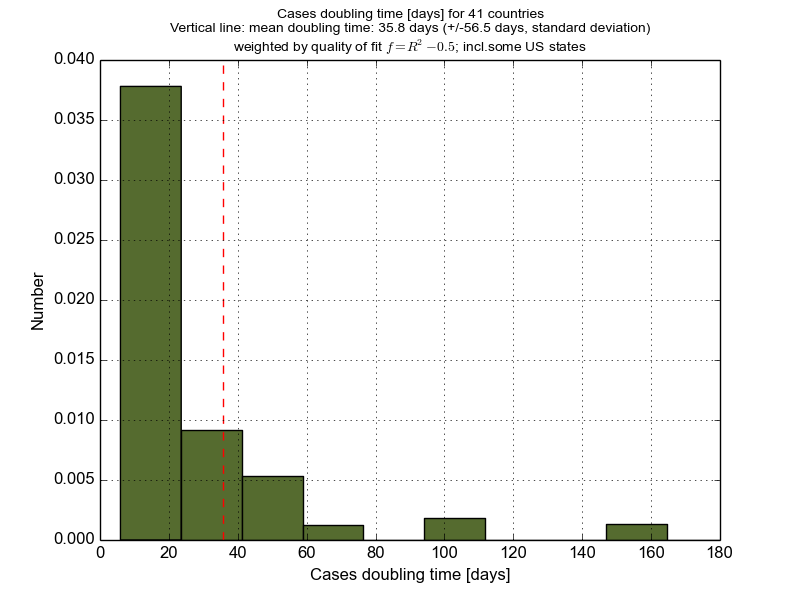 Cases doubling time [days] for 41 countries
Vertical line: mean doubling time: 35.8 days (+/-56.5 days, standard deviation)
weighted by quality of fit f=R² −0.5; incl.some US states
0.040
0.035
0.030
0.025
0.020
0.015
0.010
0.005
0.000
Number
0 20 40 60 80 100 120 140 160 180
Cases doubling time [days]